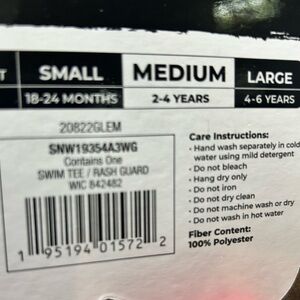 T SMALL MEDIUM LARGE
18-24 MONTHS 2-4 YEARS 4-6 YEARS
20822GLEM
SNW19354A3WG
Contains One
SWIM TEE / RASH GUARD
WIC 842482
1 95194 01572 2
Care Instructions:
• Hand wash separately in cold
water using mild detergent
• Do not bleach
• Hang dry only
• Do not iron
• Do not dry clean
• Do not machine wash or dry
• Do not wash in hot water
Fiber Content:
100% Polyester